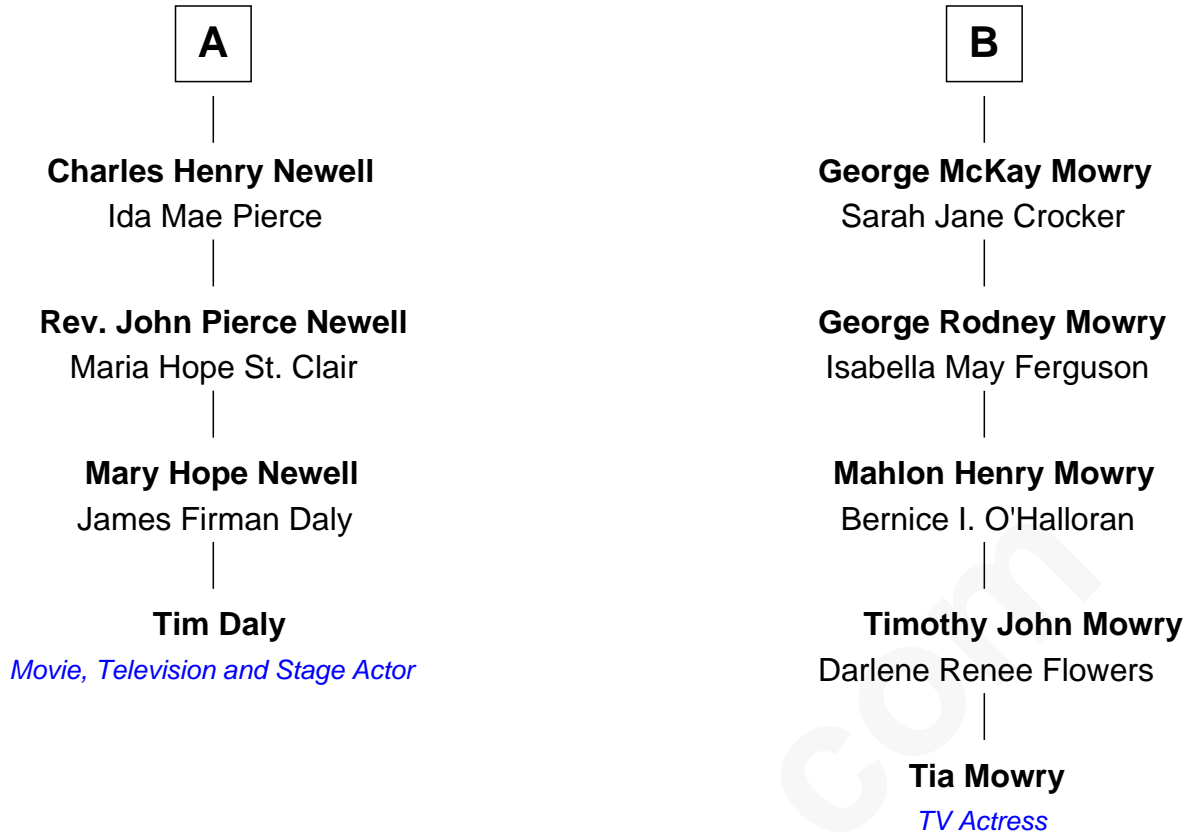 A
Charles Henry Newell
Ida Mae Pierce
Rev. John Pierce Newell
Maria Hope St. Clair
Mary Hope Newell
James Firman Daly
Tim Daly
Movie, Television and Stage Actor
B
George McKay Mowry
Sarah Jane Crocker
George Rodney Mowry
Isabella May Ferguson
Mahlon Henry Mowry
Bernice I. O'Halloran
Timothy John Mowry
Darlene Renee Flowers
Tia Mowry
TV Actress
com